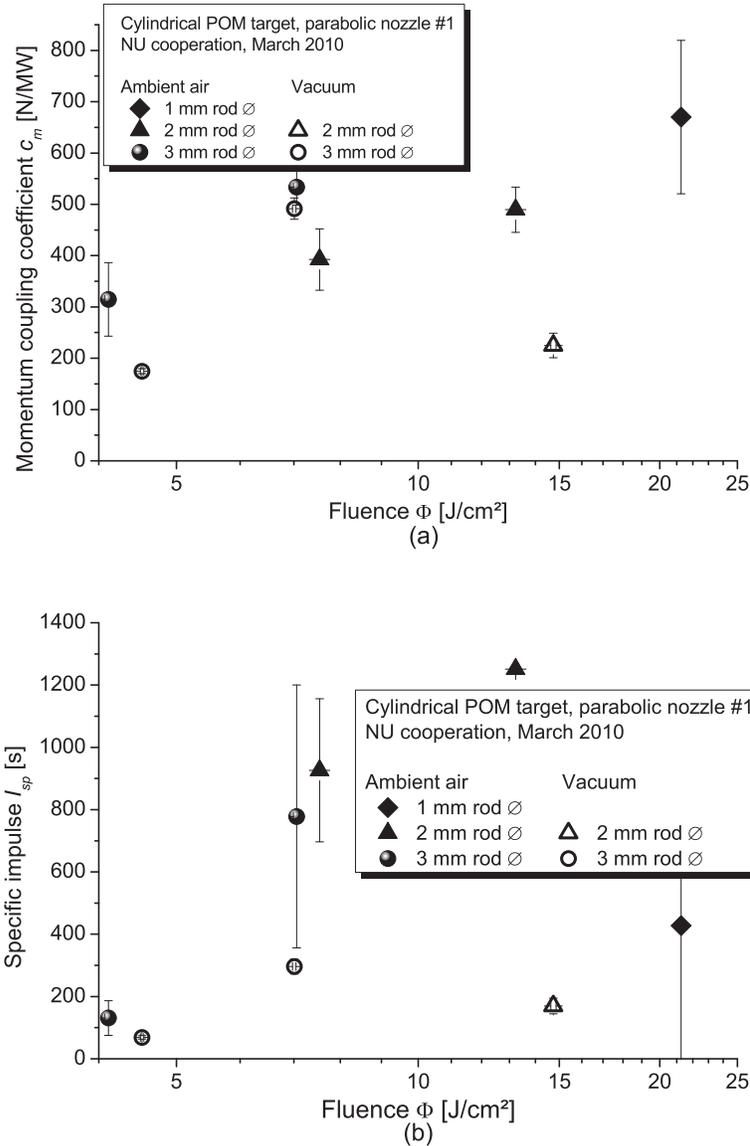 Cylindrical POM target, parabolic nozzle #1
NU cooperation, March 2010
Ambient air Vacuum
1 mm rod ∅
2 mm rod ∅ 2 mm rod ∅
3 mm rod ∅ 3 mm rod ∅
Momentum coupling coefficient cm [N/MW]
800
700
600
500
400
300
200
100
0
5 10 15 20 25
Fluence Φ [J/cm²]
(a)
1400
1200
1000
800
600
400
200
0
Specific impulse Isp [s]
Cylindrical POM target, parabolic nozzle #1
NU cooperation, March 2010
Ambient air Vacuum
1 mm rod ∅
2 mm rod ∅ 2 mm rod ∅
3 mm rod ∅ 3 mm rod ∅
5 10 15 20 25
Fluence Φ [J/cm²]
(b)